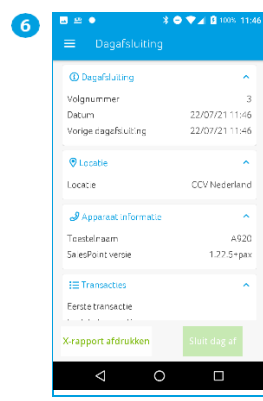 6
100% 11:46
Dagafsluiting
Dagafsluiting
Volgnummer 3
Datum 22/07/21 11:46
Vorige dagafsluiting 22/07/21 11:46
Locatie
Locatie CCV Nederland
Apparaat informatie
Toestelnaam A920
SalesPoint versie 1.22.5+pax
Transacties
Eerste transactie
X-rapport afdrukken Sluit dag af